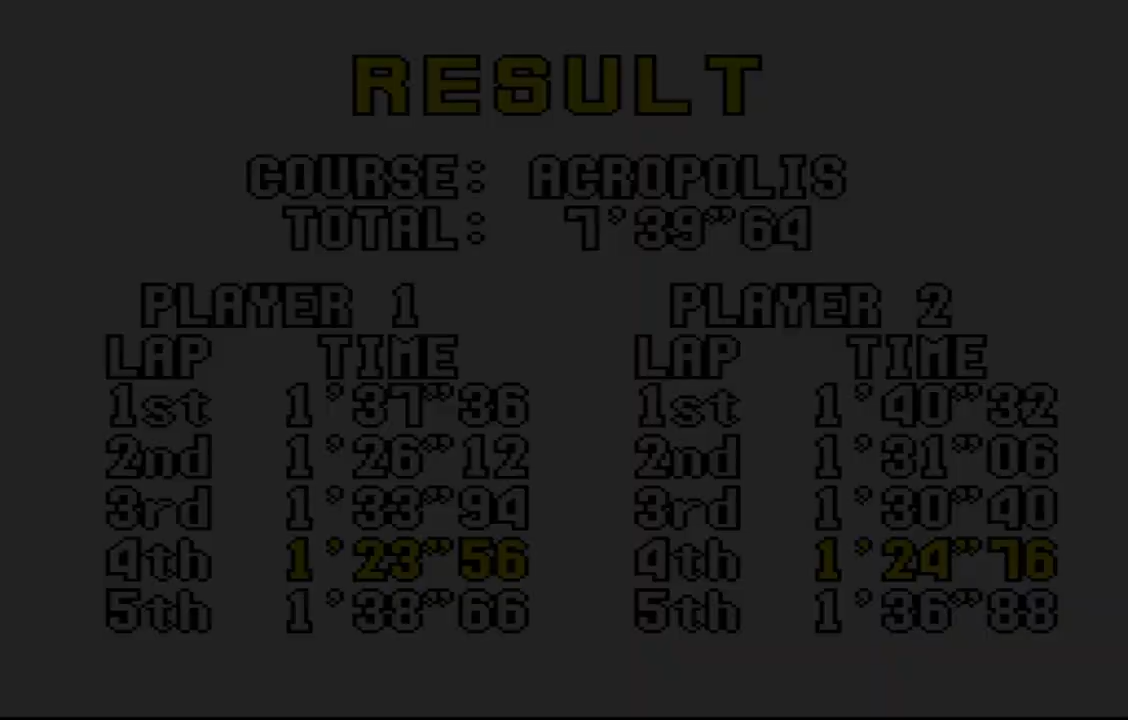 RESULT
COURSE: ACROPOLIS
TOTAL: 7'39"64
PLAYER 1 PLAYER 2
LAP TIME LAP TIME
1st 1'37"36 1st 1'40"32
2nd 1'26"12 2nd 1'31"06
3rd 1'33"94 3rd 1'30"40
4th 1'23"56 4th 1'24"76
5th 1'38"66 5th 1'36"88